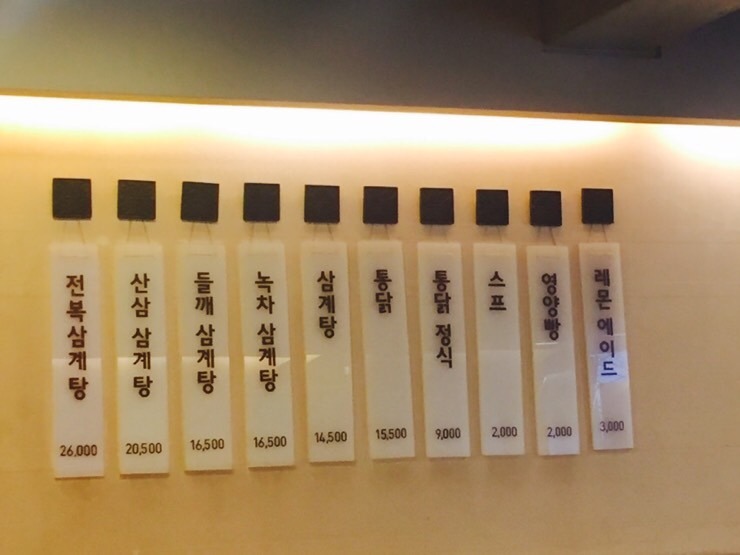 전복삼계탕
26,000
산삼 삼계탕
20,500
들깨 삼계탕
16,500
녹차 삼계탕
16,500
삼계탕
14,500
통닭
15,500
통닭 정식
9,000
스프
2,000
영양빵
2,000
레몬에이드
3,000